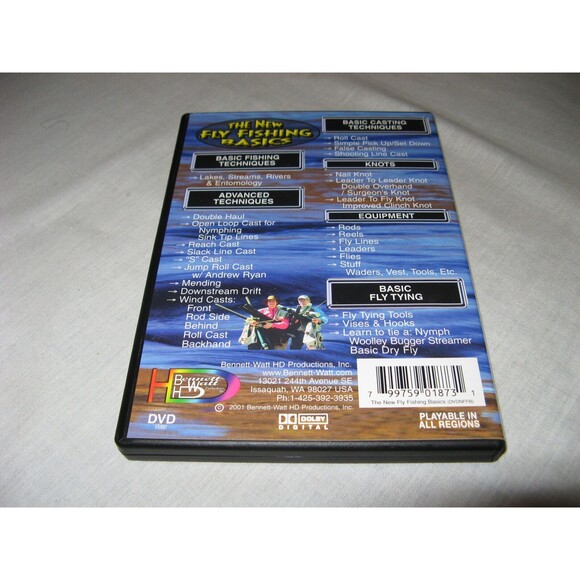 THE NEW
FLY FISHING
BASICS
BASIC FISHING
TECHNIQUES
→ Lakes, Streams, Rivers
& Entomology
ADVANCED
TECHNIQUES
→ Double Haul
→ Open Loop Cast for
Nymphing
Sink Tip Lines
→ Reach Cast
→ Slack Line Cast
→ "S" Cast
→ Jump Roll Cast
w/ Andrew Ryan
→ Mending
→ Downstream Drift
→ Wind Casts:
Front
Rod Side
Behind
Roll Cast
Backhand
BASIC CASTING
TECHNIQUES
→ Roll Cast
→ Simple Pick Up/Set Down
→ False Casting
→ Shooting Line Cast
KNOTS
→ Nail Knot
→ Leader To Leader Knot
Double Overhand
/ Surgeon's Knot
→ Leader To Fly Knot
Improved Clinch Knot
EQUIPMENT
→ Rods
→ Reels
→ Fly Lines
→ Leaders
→ Flies
→ Stuff
Waders, Vest, Tools, Etc.
BASIC
FLY TYING
→ Fly Tying Tools
→ Vises & Hooks
→ Learn to tie a: Nymph
Woolley Bugger Streamer
Basic Dry Fly
HD
Bennett
Watt
HD
DVD
Bennett-Watt HD Productions, Inc.
www.Bennett-Watt.com
13021 244th Avenue SE
Issaquah, WA 98027 USA
Ph:1-425-392-3935
© 2001 Bennett-Watt HD Productions, Inc.
DOLBY
DIGITAL
7 99759 01873 1
The New Fly Fishing Basics (DVDNFFB)
PLAYABLE IN
ALL REGIONS